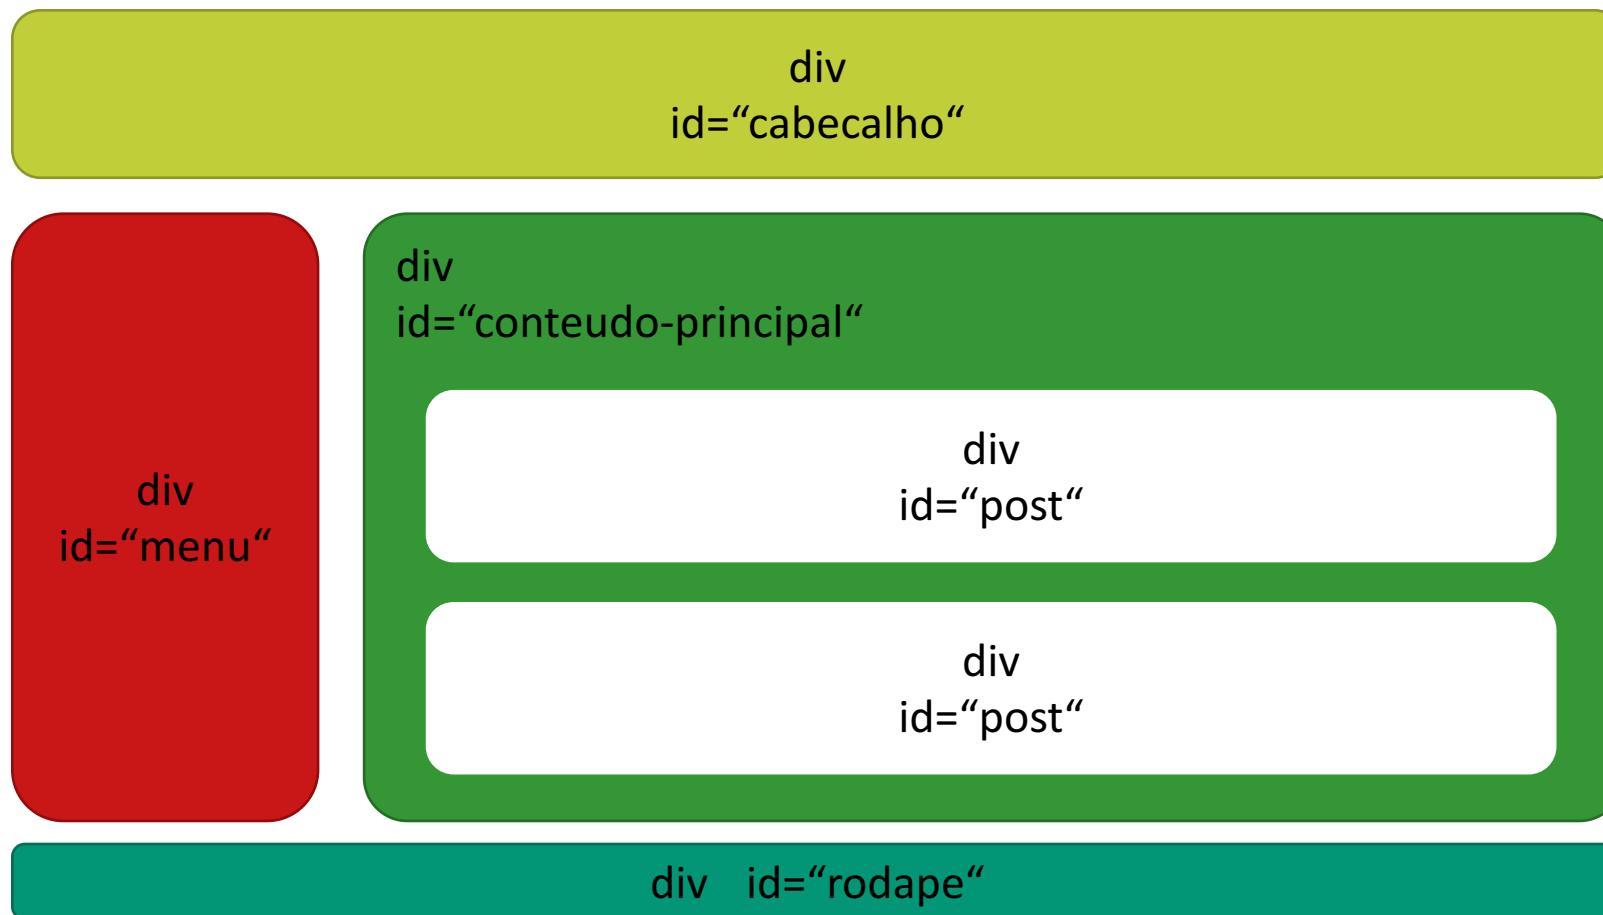 div
id=“cabecalho“
div
id=“menu“
div
id=“conteudo-principal“
div
id=“post“
div
id=“post“
div id=“rodape“